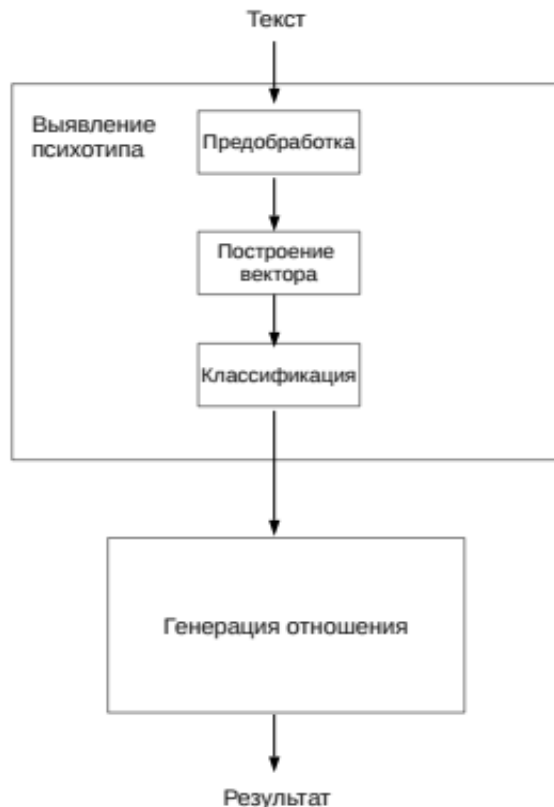 Текст
Выявление
психотипа
Предобработка
Построение
вектора
Классификация
Генерация отношения
Результат